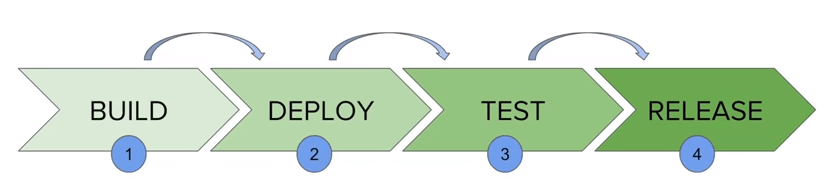 BUILD
1
DEPLOY
2
TEST
3
RELEASE
4